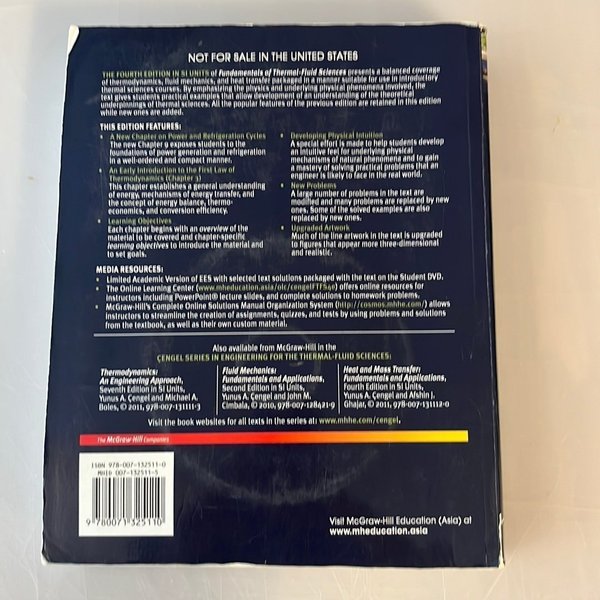 NOT FOR SALE IN THE UNITED STATES
THE FOURTH EDITION IN SI UNITS of Fundamentals of Thermal-Fluid Sciences presents a balanced coverage
of thermodynamics, fluid mechanics, and heat transfer packaged in a manner suitable for use in introductory
thermal sciences courses. By emphasizing the physics and underlying physical phenomena involved, the
text gives students practical examples that allow development of an understanding of the theoretical
underpinnings of thermal sciences. All the popular features of the previous edition are retained in this edition
while new ones are added.
THIS EDITION FEATURES:
• A New Chapter on Power and Refrigeration Cycles
The new Chapter 9 exposes students to the
foundations of power generation and refrigeration
in a well-ordered and compact manner.
• An Early Introduction to the First Law of
Thermodynamics (Chapter 3)
This chapter establishes a general understanding
of energy, mechanisms of energy transfer, and
the concept of energy balance, thermo-
economics, and conversion efficiency.
• Learning Objectives
Each chapter begins with an overview of the
material to be covered and chapter-specific
learning objectives to introduce the material and
to set goals.
• Developing Physical Intuition
A special effort is made to help students develop
an intuitive feel for underlying physical
mechanisms of natural phenomena and to gain
a mastery of solving practical problems that an
engineer is likely to face in the real world.
• New Problems
A large number of problems in the text are
modified and many problems are replaced by new
ones. Some of the solved examples are also
replaced by new ones.
• Upgraded Artwork
Much of the line artwork in the text is upgraded
to figures that appear more three-dimensional
and realistic.
MEDIA RESOURCES:
• Limited Academic Version of EES with selected text solutions packaged with the text on the Student DVD.
• The Online Learning Center (www.mheducation.asia/olc/cengelFTFS4e) offers online resources for
instructors including PowerPoint® lecture slides, and complete solutions to homework problems.
• McGraw-Hill's Complete Online Solutions Manual Organization System (http://cosmos.mhhe.com/) allows
instructors to streamline the creation of assignments, quizzes, and tests by using problems and solutions
from the textbook, as well as their own custom material.
Also available from McGraw-Hill in the
ÇENGEL SERIES IN ENGINEERING FOR THE THERMAL-FLUID SCIENCES:
Thermodynamics:
An Engineering Approach,
Seventh Edition in SI Units,
Yunus A. Çengel and Michael A.
Boles, © 2011, 978-007-131111-3
Fluid Mechanics:
Fundamentals and Applications,
Second Edition in SI Units,
Yunus A. Çengel and John M.
Cimbala, © 2010, 978-007-128421-9
Heat and Mass Transfer:
Fundamentals and Applications,
Fourth Edition in SI Units,
Yunus A. Çengel and Afshin J.
Ghajar, © 2011, 978-007-131112-0
Visit the book websites for all texts in the series at: www.mhhe.com/cengel.
The McGraw-Hill Companies
ISBN 978-007-132511-0
MHID 007-132511-5
9 780071 325110
Visit McGraw-Hill Education (Asia) at
www.mheducation.asia